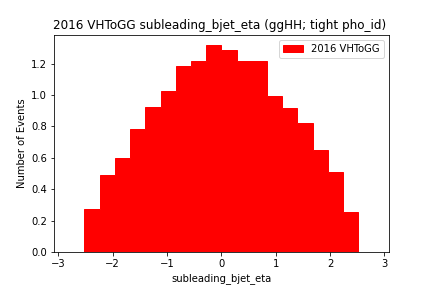 2016 VHToGG subleading_bjet_eta (ggHH; tight pho_id)
2016 VHToGG
Number of Events
1.2
1.0
0.8
0.6
0.4
0.2
0.0
−3 −2 −1 0 1 2 3
subleading_bjet_eta